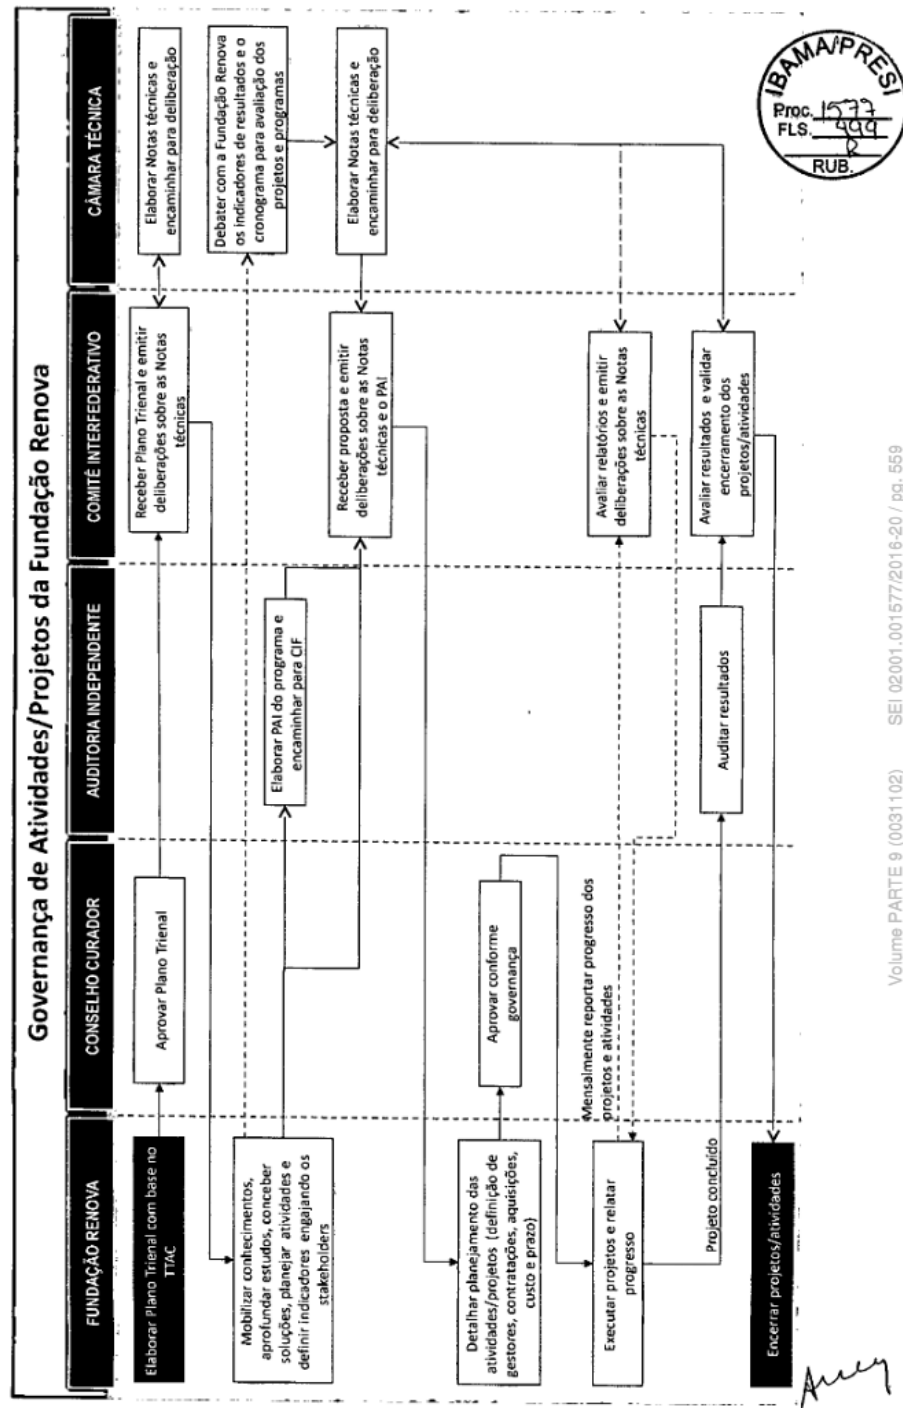 Governança de Atividades/Projetos da Fundação Renova
FUNDAÇÃO RENOVA
CONSELHO CURADOR
AUDITORIA INDEPENDENTE
COMITÊ INTERFEDERATIVO
CÂMARA TÉCNICA
Elaborar Plano Trienal com base no
TTAC
Aprovar Plano Trienal
Receber Plano Trienal e emitir
deliberações sobre as Notas
técnicas
Elaborar Notas técnicas e
encaminhar para deliberação
Mobilizar conhecimentos,
aprofundar estudos, conceber
soluções, planejar atividades e
definir indicadores engajando os
stakeholders
Elaborar PAI do programa e
encaminhar para CIF
Debater com a Fundação Renova
os indicadores de resultados e o
cronograma para avaliação dos
projetos e programas
Receber proposta e emitir
deliberações sobre as Notas
técnicas e o PAI
Elaborar Notas técnicas e
encaminhar para deliberação
Detalhar planejamento das
atividades/projetos (definição de
gestores, contratações, aquisições,
custo e prazo)
Aprovar conforme
governança
Mensalmente reportar progresso dos
projetos e atividades
Executar projetos e relatar
progresso
Avaliar relatórios e emitir
deliberações sobre as Notas
técnicas
Projeto concluído
Auditar resultados
Avaliar resultados e validar
encerramento dos
projetos/atividades
Encerrar projetos/atividades
IBAMA/PRESI
Proc. 1577
FLS. 499
RUB.
Volume PARTE 9 (0031102) SEI 02001.001577/2016-20 / pg. 559